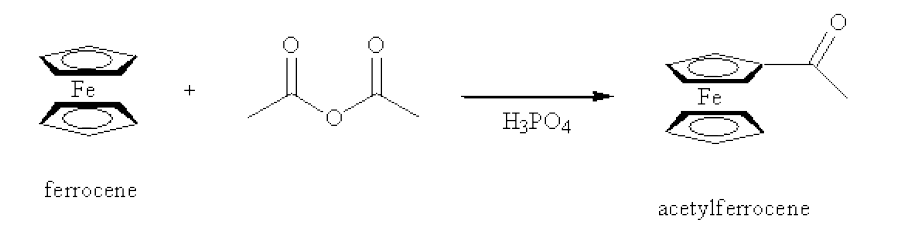 O O O
Fe + O Fe
H₃PO₄
ferrocene
acetylferrocene